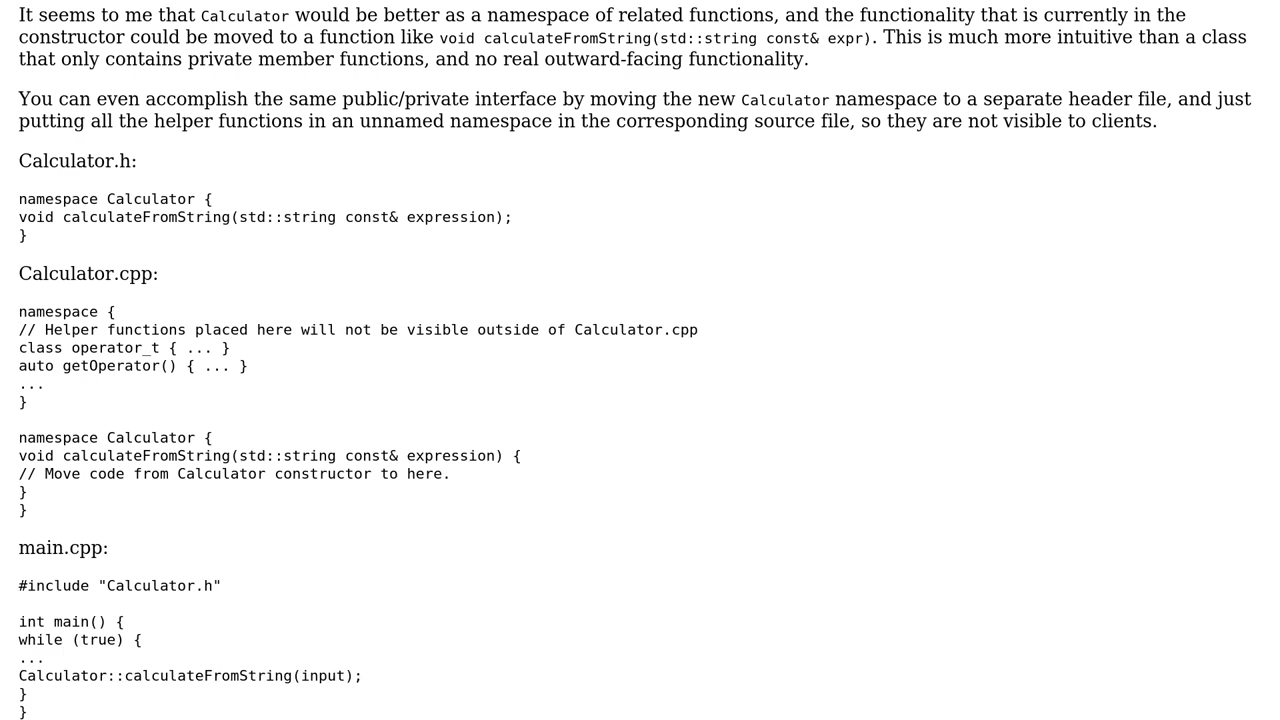 It seems to me that Calculator would be better as a namespace of related functions, and the functionality that is currently in the
constructor could be moved to a function like void calculateFromString(std::string const& expr). This is much more intuitive than a class
that only contains private member functions, and no real outward-facing functionality.
You can even accomplish the same public/private interface by moving the new Calculator namespace to a separate header file, and just
putting all the helper functions in an unnamed namespace in the corresponding source file, so they are not visible to clients.
Calculator.h:
namespace Calculator {
void calculateFromString(std::string const& expression);
}
Calculator.cpp:
namespace {
// Helper functions placed here will not be visible outside of Calculator.cpp
class operator_t { ... }
auto getOperator() { ... }
...
}
namespace Calculator {
void calculateFromString(std::string const& expression) {
// Move code from Calculator constructor to here.
}
}
main.cpp:
#include "Calculator.h"
int main() {
while (true) {
...
Calculator::calculateFromString(input);
}
}